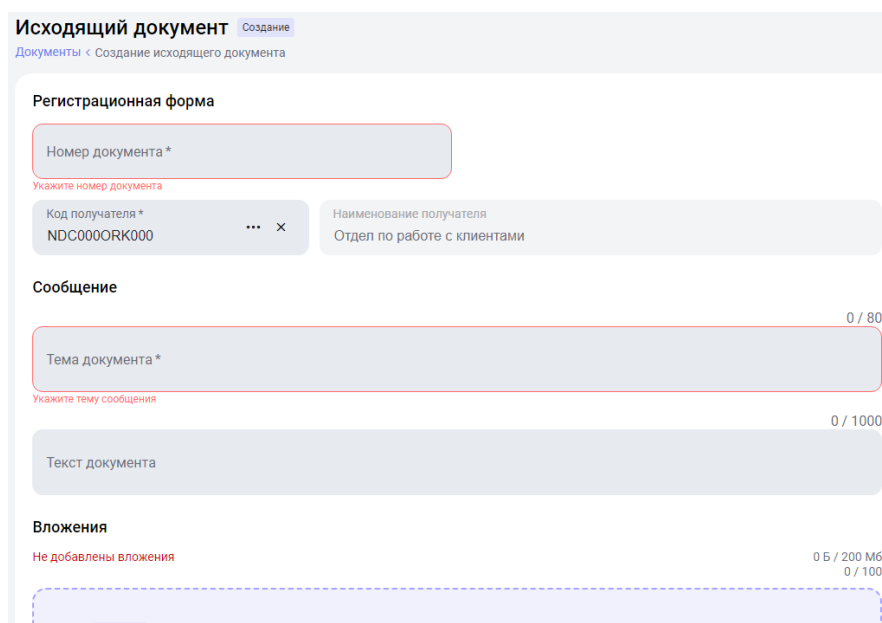 Исходящий документ Создание
Документы < Создание исходящего документа
Регистрационная форма
Номер документа *
Укажите номер документа
Код получателя * Наименование получателя
NDC000ORK000 ··· × Отдел по работе с клиентами
Сообщение
0 / 80
Тема документа *
Укажите тему сообщения
0 / 1000
Текст документа
Вложения
Не добавлены вложения 0 Б / 200 Мб
0 / 100